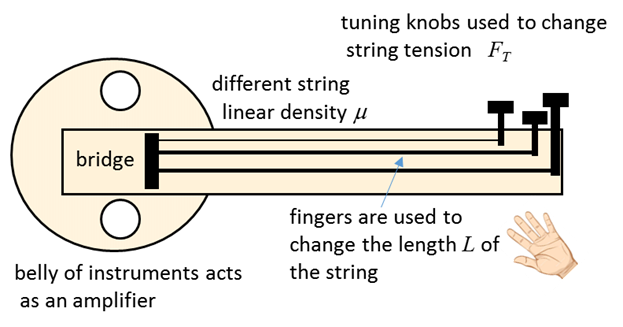 tuning knobs used to change
string tension F_T
different string
linear density μ
bridge
fingers are used to
change the length L of
the string
belly of instruments acts
as an amplifier